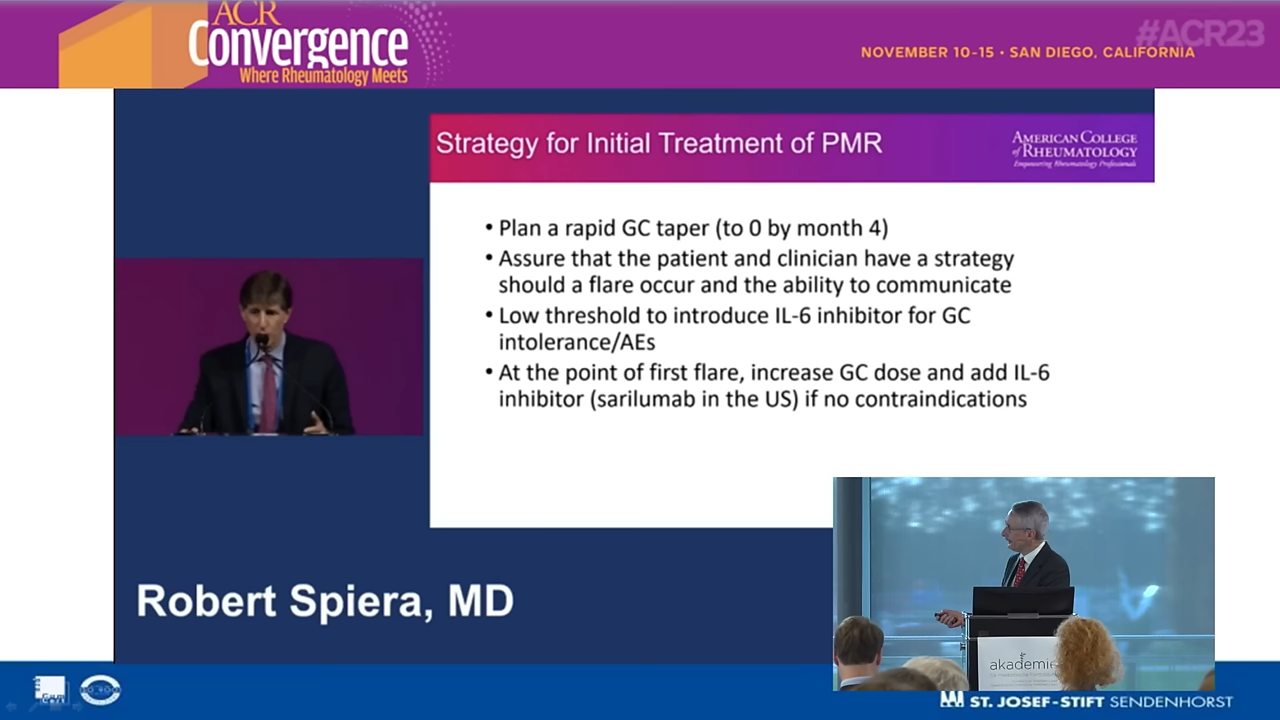 ACR
Convergence
Where Rheumatology Meets
#ACR23
NOVEMBER 10-15 • SAN DIEGO, CALIFORNIA
Strategy for Initial Treatment of PMR
AMERICAN COLLEGE
of RHEUMATOLOGY
Empowering Rheumatology Professionals
• Plan a rapid GC taper (to 0 by month 4)
• Assure that the patient and clinician have a strategy
should a flare occur and the ability to communicate
• Low threshold to introduce IL-6 inhibitor for GC
intolerance/AEs
• At the point of first flare, increase GC dose and add IL-6
inhibitor (sarilumab in the US) if no contraindications
Robert Spiera, MD
akademie
ST. JOSEF-STIFT SENDENHORST